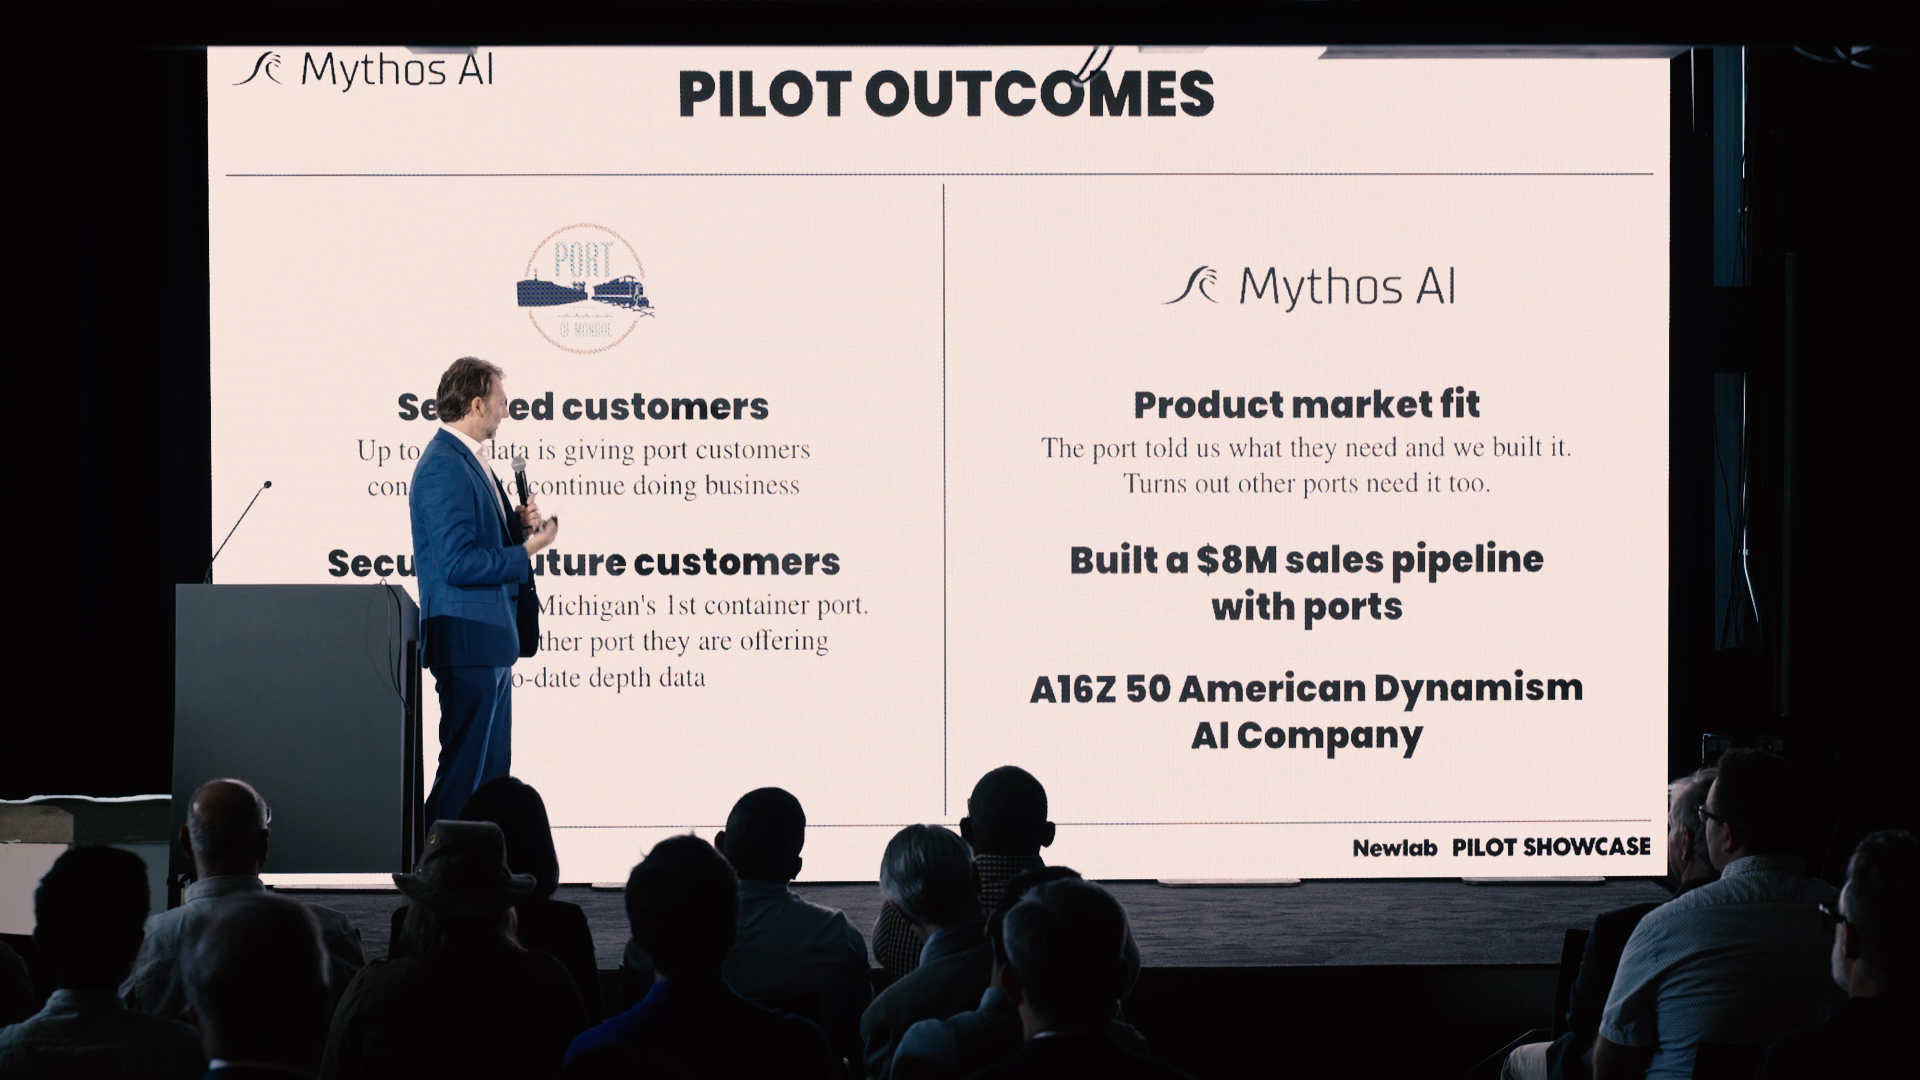 Mythos AI
PILOT OUTCOMES
PORT
OF MONROE
ed customers
Up to data is giving port customers
to continue doing business
uture customers
Michigan's 1st container port.
port they are offering
-date depth data
Mythos AI
Product market fit
The port told us what they need and we built it.
Turns out other ports need it too.
Built a $8M sales pipeline
with ports
A16Z 50 American Dynamism
AI Company
Newlab PILOT SHOWCASE